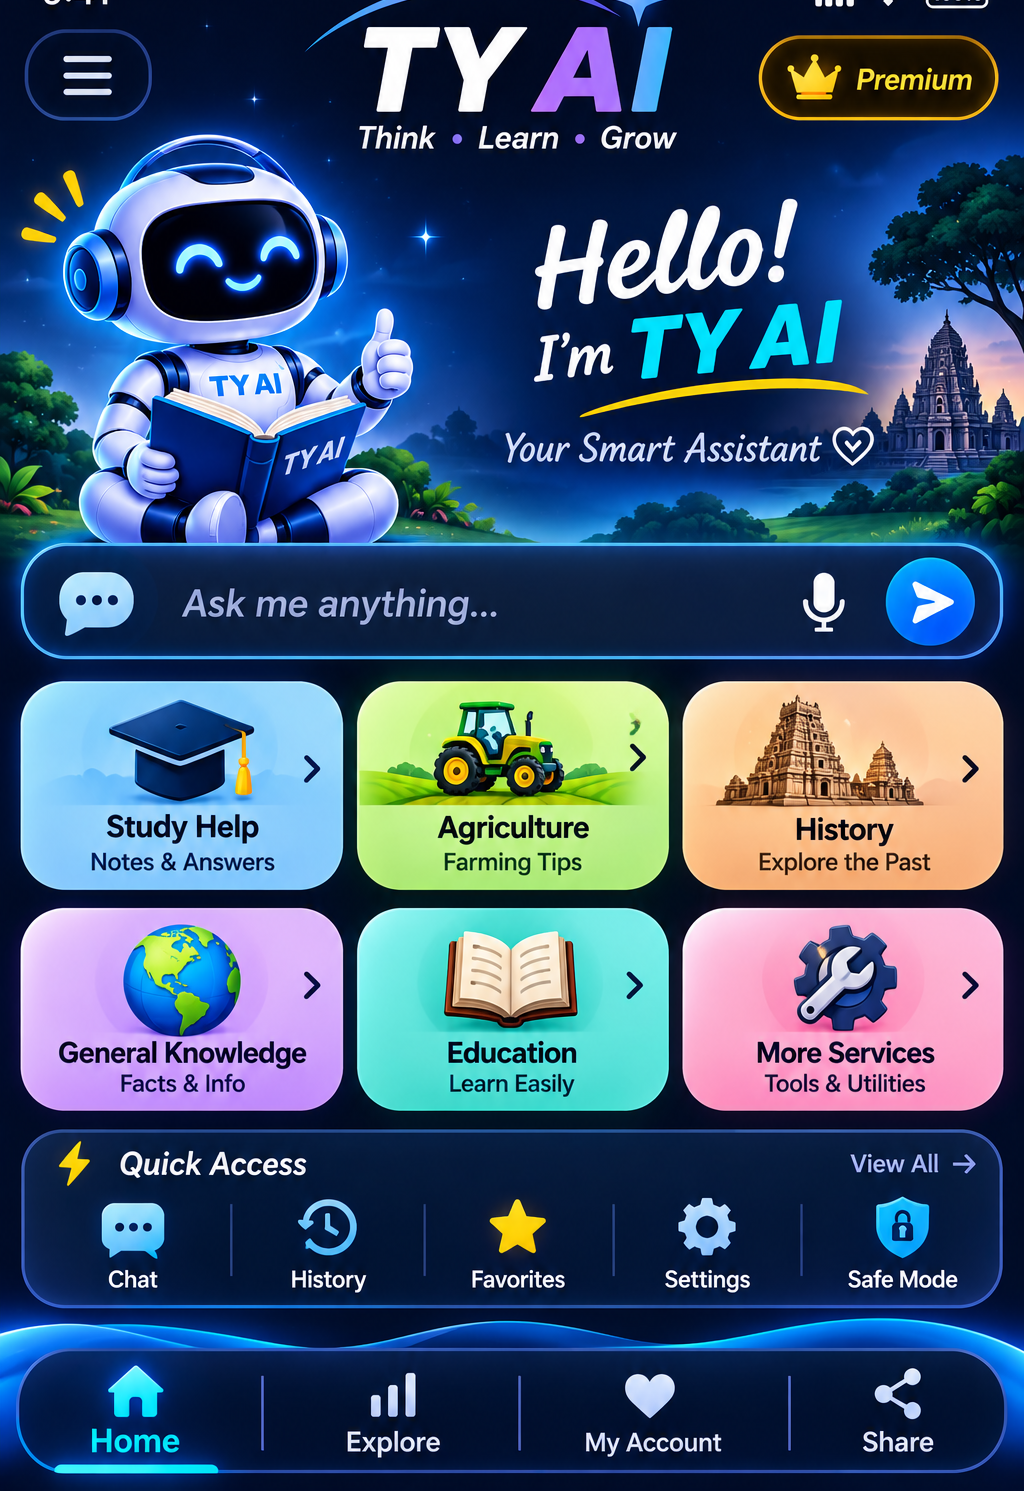 TY AI
Think • Learn • Grow
Premium
Hello!
I'm TY AI
Your Smart Assistant
TY AI
TY AI
Ask me anything...
Study Help
Notes & Answers
Agriculture
Farming Tips
History
Explore the Past
General Knowledge
Facts & Info
Education
Learn Easily
More Services
Tools & Utilities
Quick Access
View All →
Chat
History
Favorites
Settings
Safe Mode
Home
Explore
My Account
Share